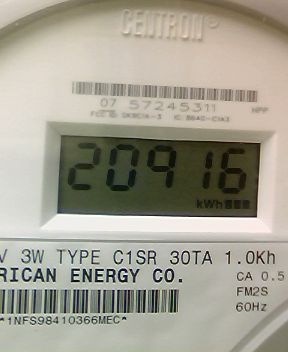 CENTRON®
07 57245311
HPP
20916
kWh
V 3W TYPE C1SR 30TA 1.0Kh
RICAN ENERGY CO.
CA 0.5
FM2S
60Hz
*1NFS98410366MEC*